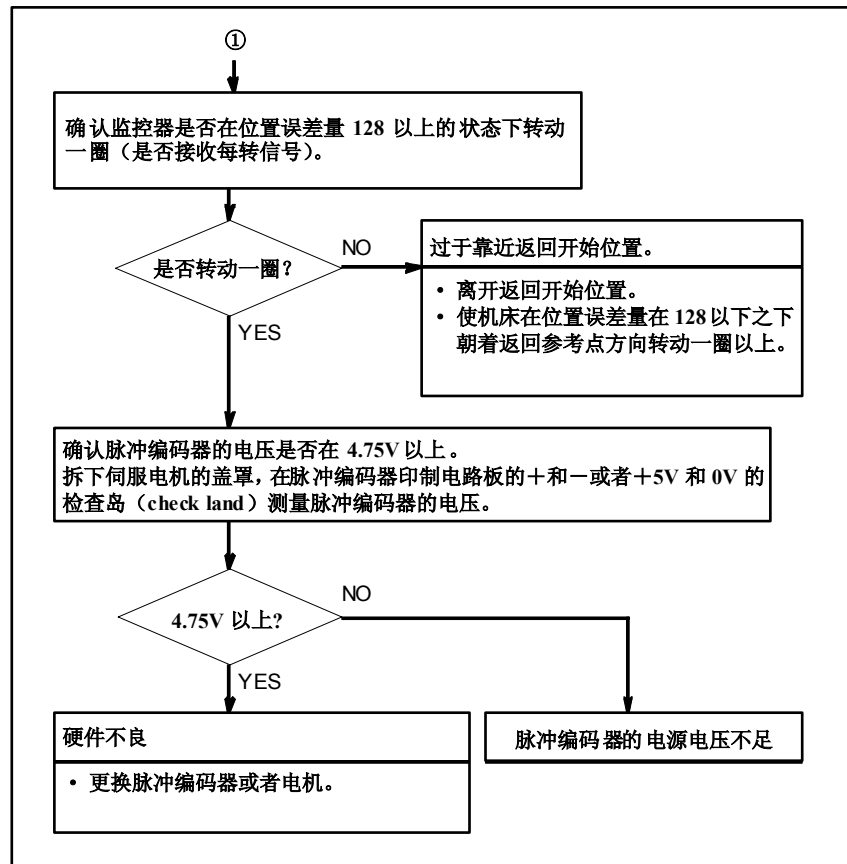 ①
确认监控器是否在位置误差量 128 以上的状态下转动
一圈（是否接收每转信号）。
是否转动一圈？
NO
过于靠近返回开始位置。
• 离开返回开始位置。
• 使机床在位置误差量在 128 以下之下
朝着返回参考点方向转动一圈以上。
YES
确认脉冲编码器的电压是否在 4.75V 以上。
拆下伺服电机的盖罩，在脉冲编码器印制电路板的＋和－或者＋5V 和 0V 的
检查岛（check land）测量脉冲编码器的电压。
4.75V 以上?
NO
YES
硬件不良
• 更换脉冲编码器或者电机。
脉冲编码器的电源电压不足